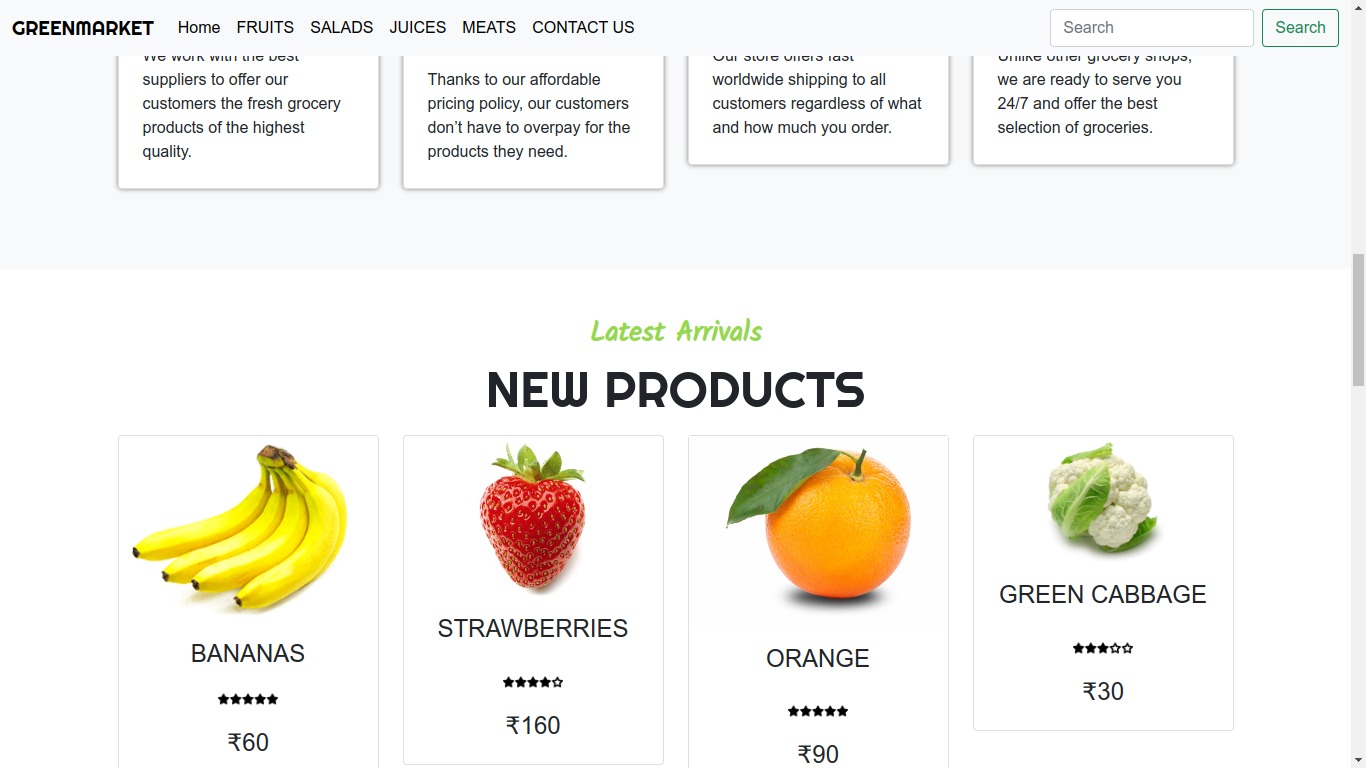 GREENMARKET Home FRUITS SALADS JUICES MEATS CONTACT US Search Search
We work with the best
suppliers to offer our
customers the fresh grocery
products of the highest
quality.
Thanks to our affordable
pricing policy, our customers
don’t have to overpay for the
products they need.
Our store offers fast
worldwide shipping to all
customers regardless of what
and how much you order.
Unlike other grocery shops,
we are ready to serve you
24/7 and offer the best
selection of groceries.
Latest Arrivals
NEW PRODUCTS
BANANAS
₹60
STRAWBERRIES
₹160
ORANGE
₹90
GREEN CABBAGE
₹30